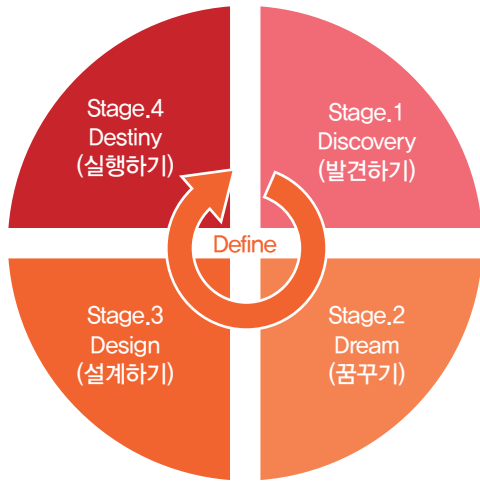 Stage.4
Destiny
(실행하기)
Stage.1
Discovery
(발견하기)
Define
Stage.3
Design
(설계하기)
Stage.2
Dream
(꿈꾸기)